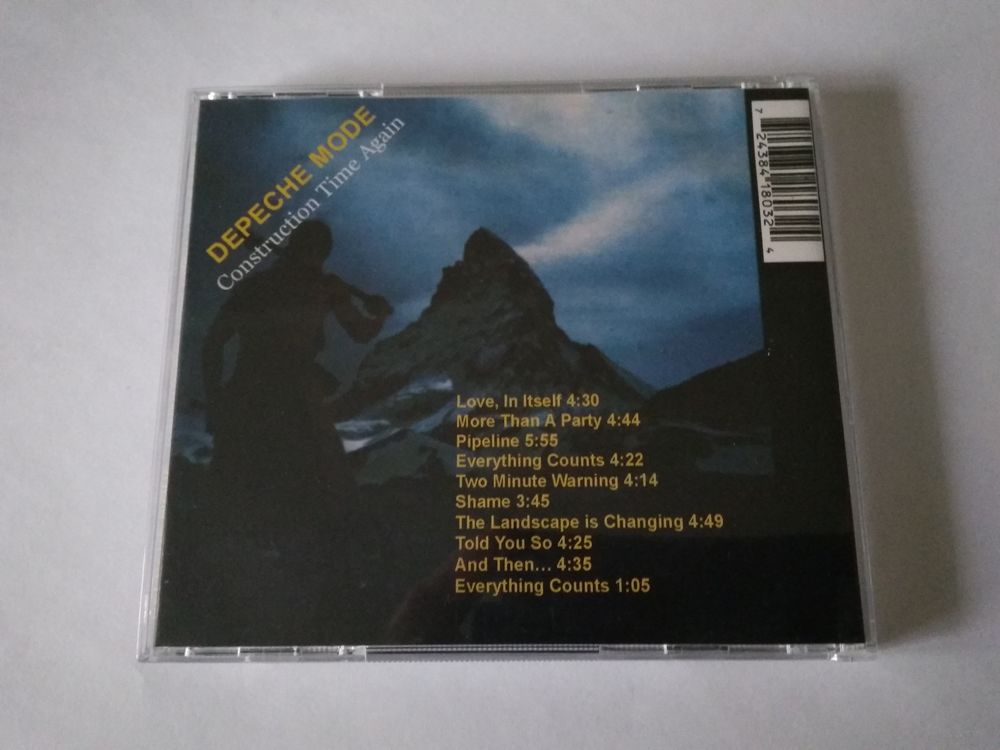 DEPECHE MODE
Construction Time Again
Love, In Itself 4:30
More Than A Party 4:44
Pipeline 5:55
Everything Counts 4:22
Two Minute Warning 4:14
Shame 3:45
The Landscape is Changing 4:49
Told You So 4:25
And Then... 4:35
Everything Counts 1:05
7 24384 18032 4